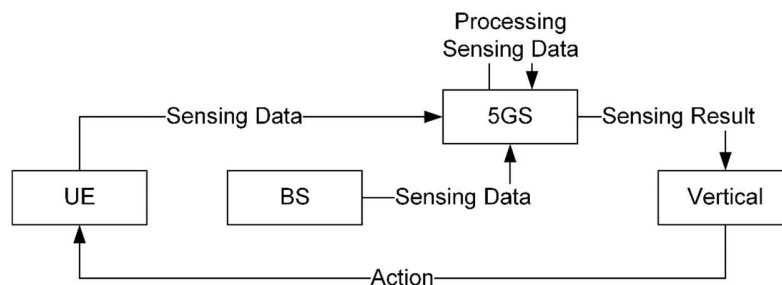 Processing
Sensing Data
Sensing Data
5GS
Sensing Result
UE
BS
Sensing Data
Vertical
Action